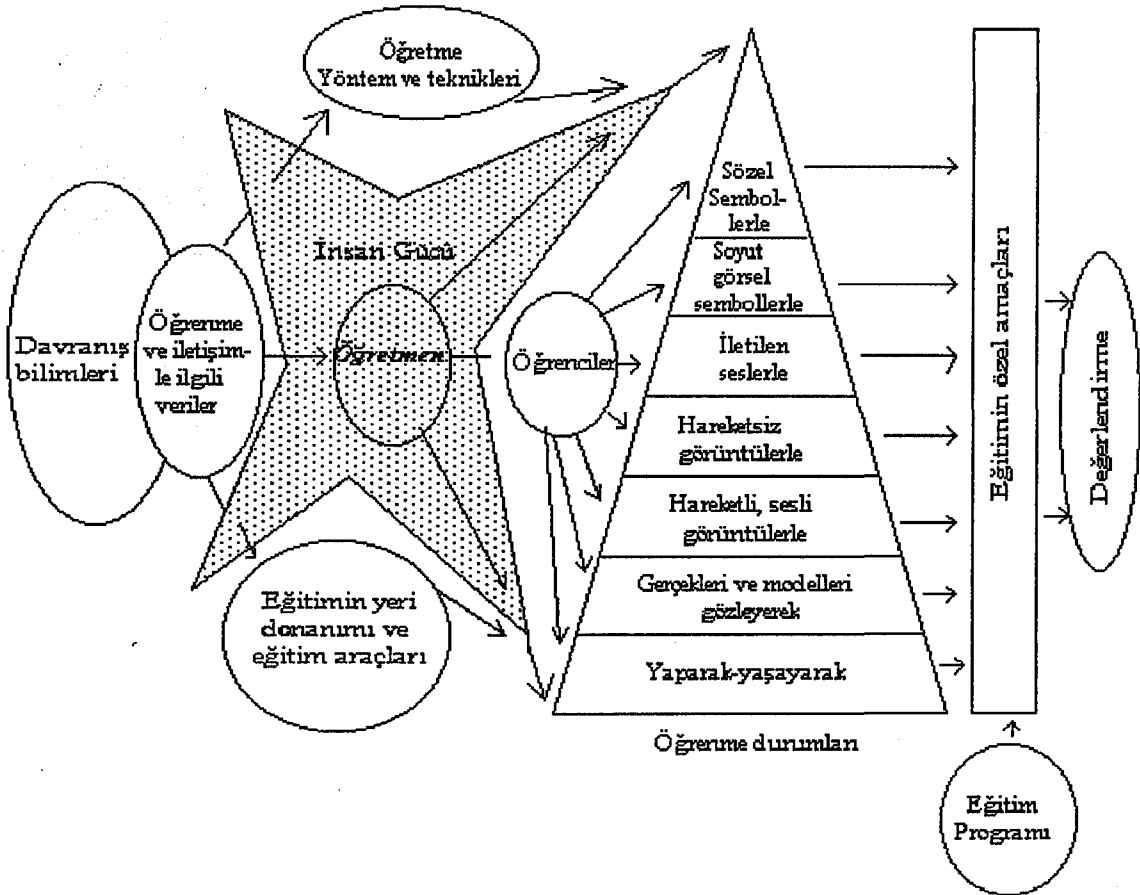 Öğretme
Yöntem ve teknikleri
İnsan Gücü
Davranış
bilimleri
Öğrenme
ve iletişim-
le ilgili
veriler
Öğretmen
Öğrenciler
Eğitimin yeri
donanımı ve
eğitim araçları
Sözel
Sembol-
lerle
Soyut
görsel
sembollerle
İletilen
seslerle
Hareketsiz
görüntülerle
Hareketli, sesli
görüntülerle
Gerçekleri ve modelleri
gözleyerek
Yaparak-yaşayarak
Öğrenme durumları
Eğitimin özel amaçları
Değerlendirme
Eğitim
Programı